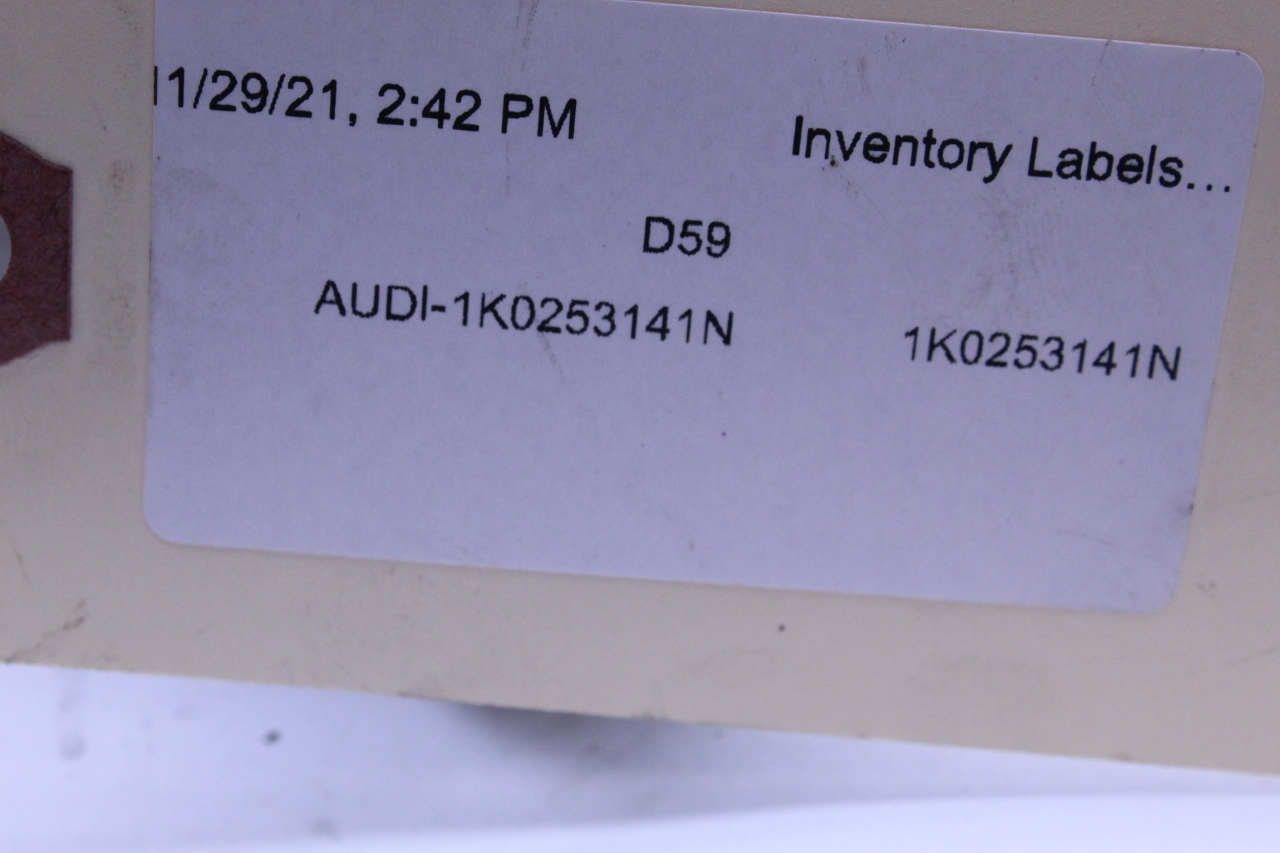 11/29/21, 2:42 PM Inventory Labels...
D59
AUDI-1K0253141N 1K0253141N